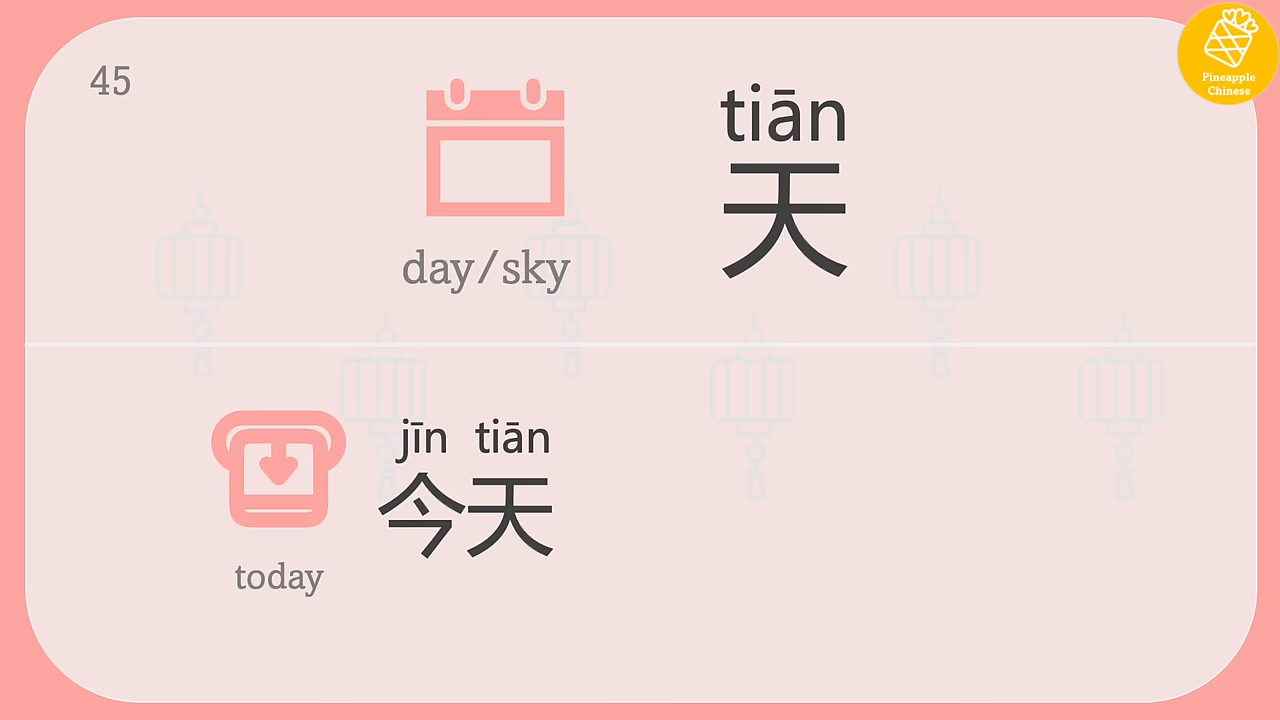 45
Pineapple
Chinese
tiān
天
day/sky
jīn tiān
今天
today